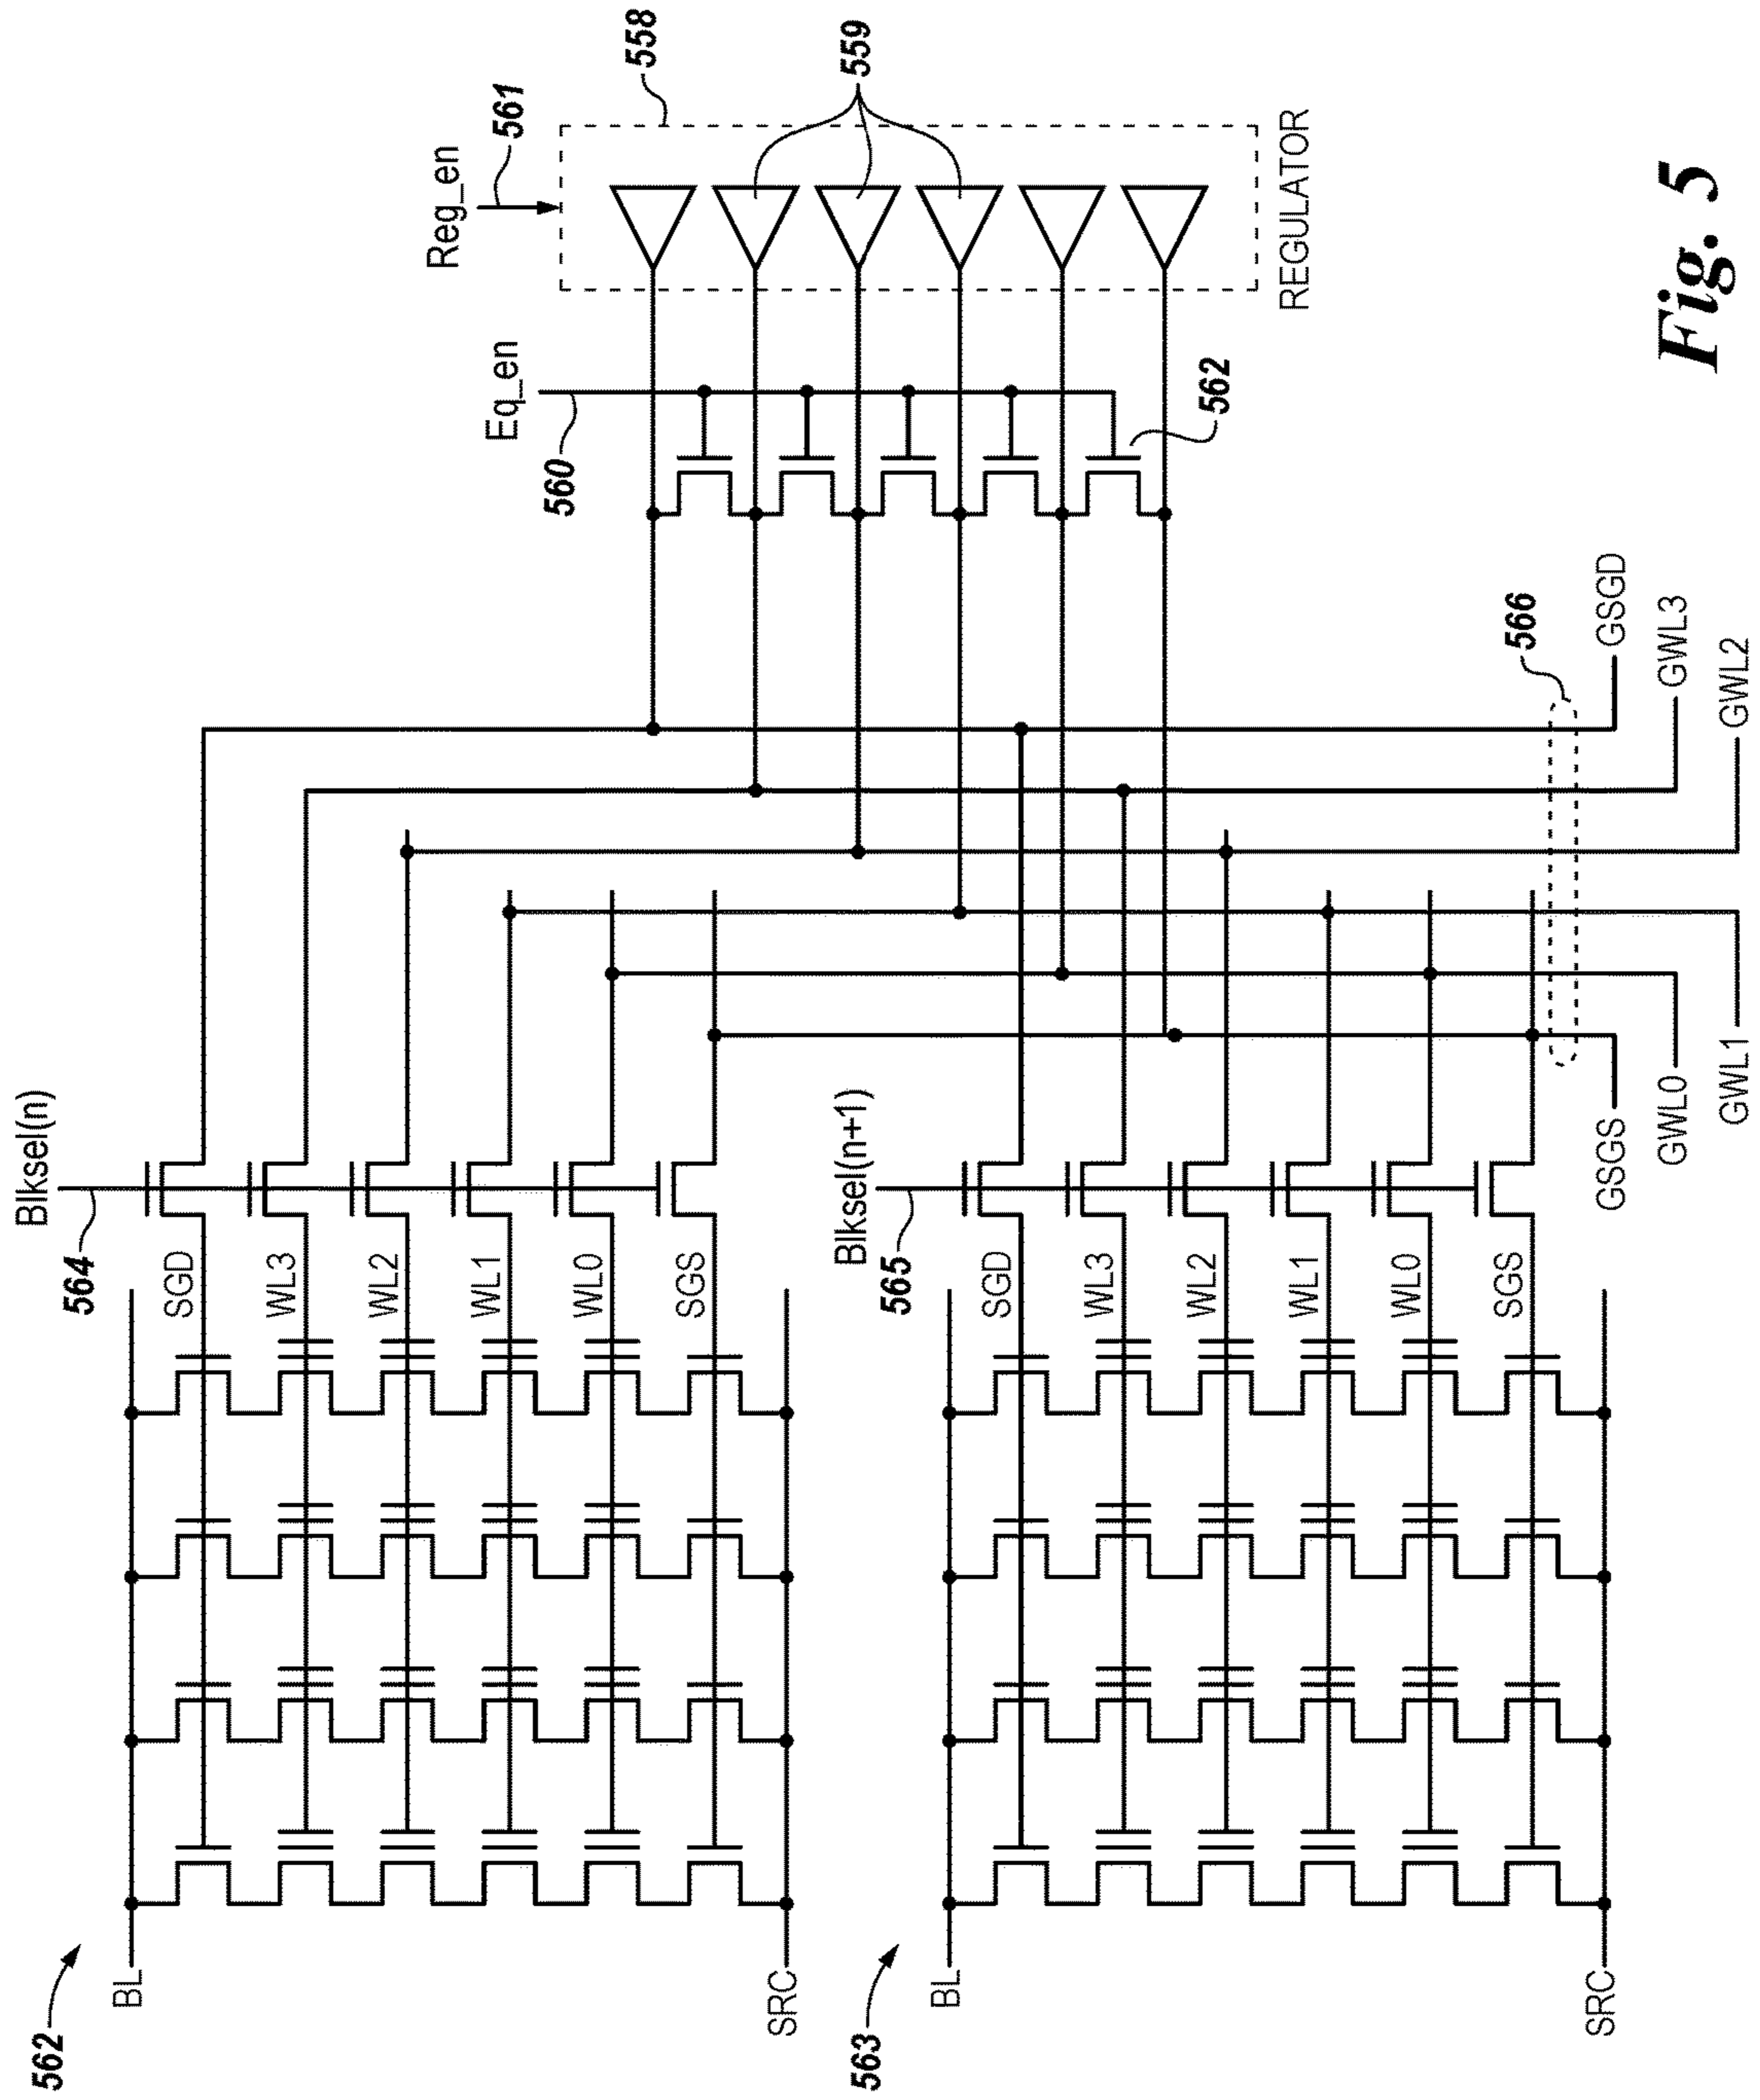 562
BL
SRC
564
Blksel(n)
SGD
WL3
WL2
WL1
WL0
SGS
563
BL
SRC
565
Blksel(n+1)
SGD
WL3
WL2
WL1
WL0
SGS
GSGS
GWL0
GWL1
566
GSGD
GWL3
GWL2
560
Eq_en
562
Reg_en
561
558
559
REGULATOR
Fig. 5